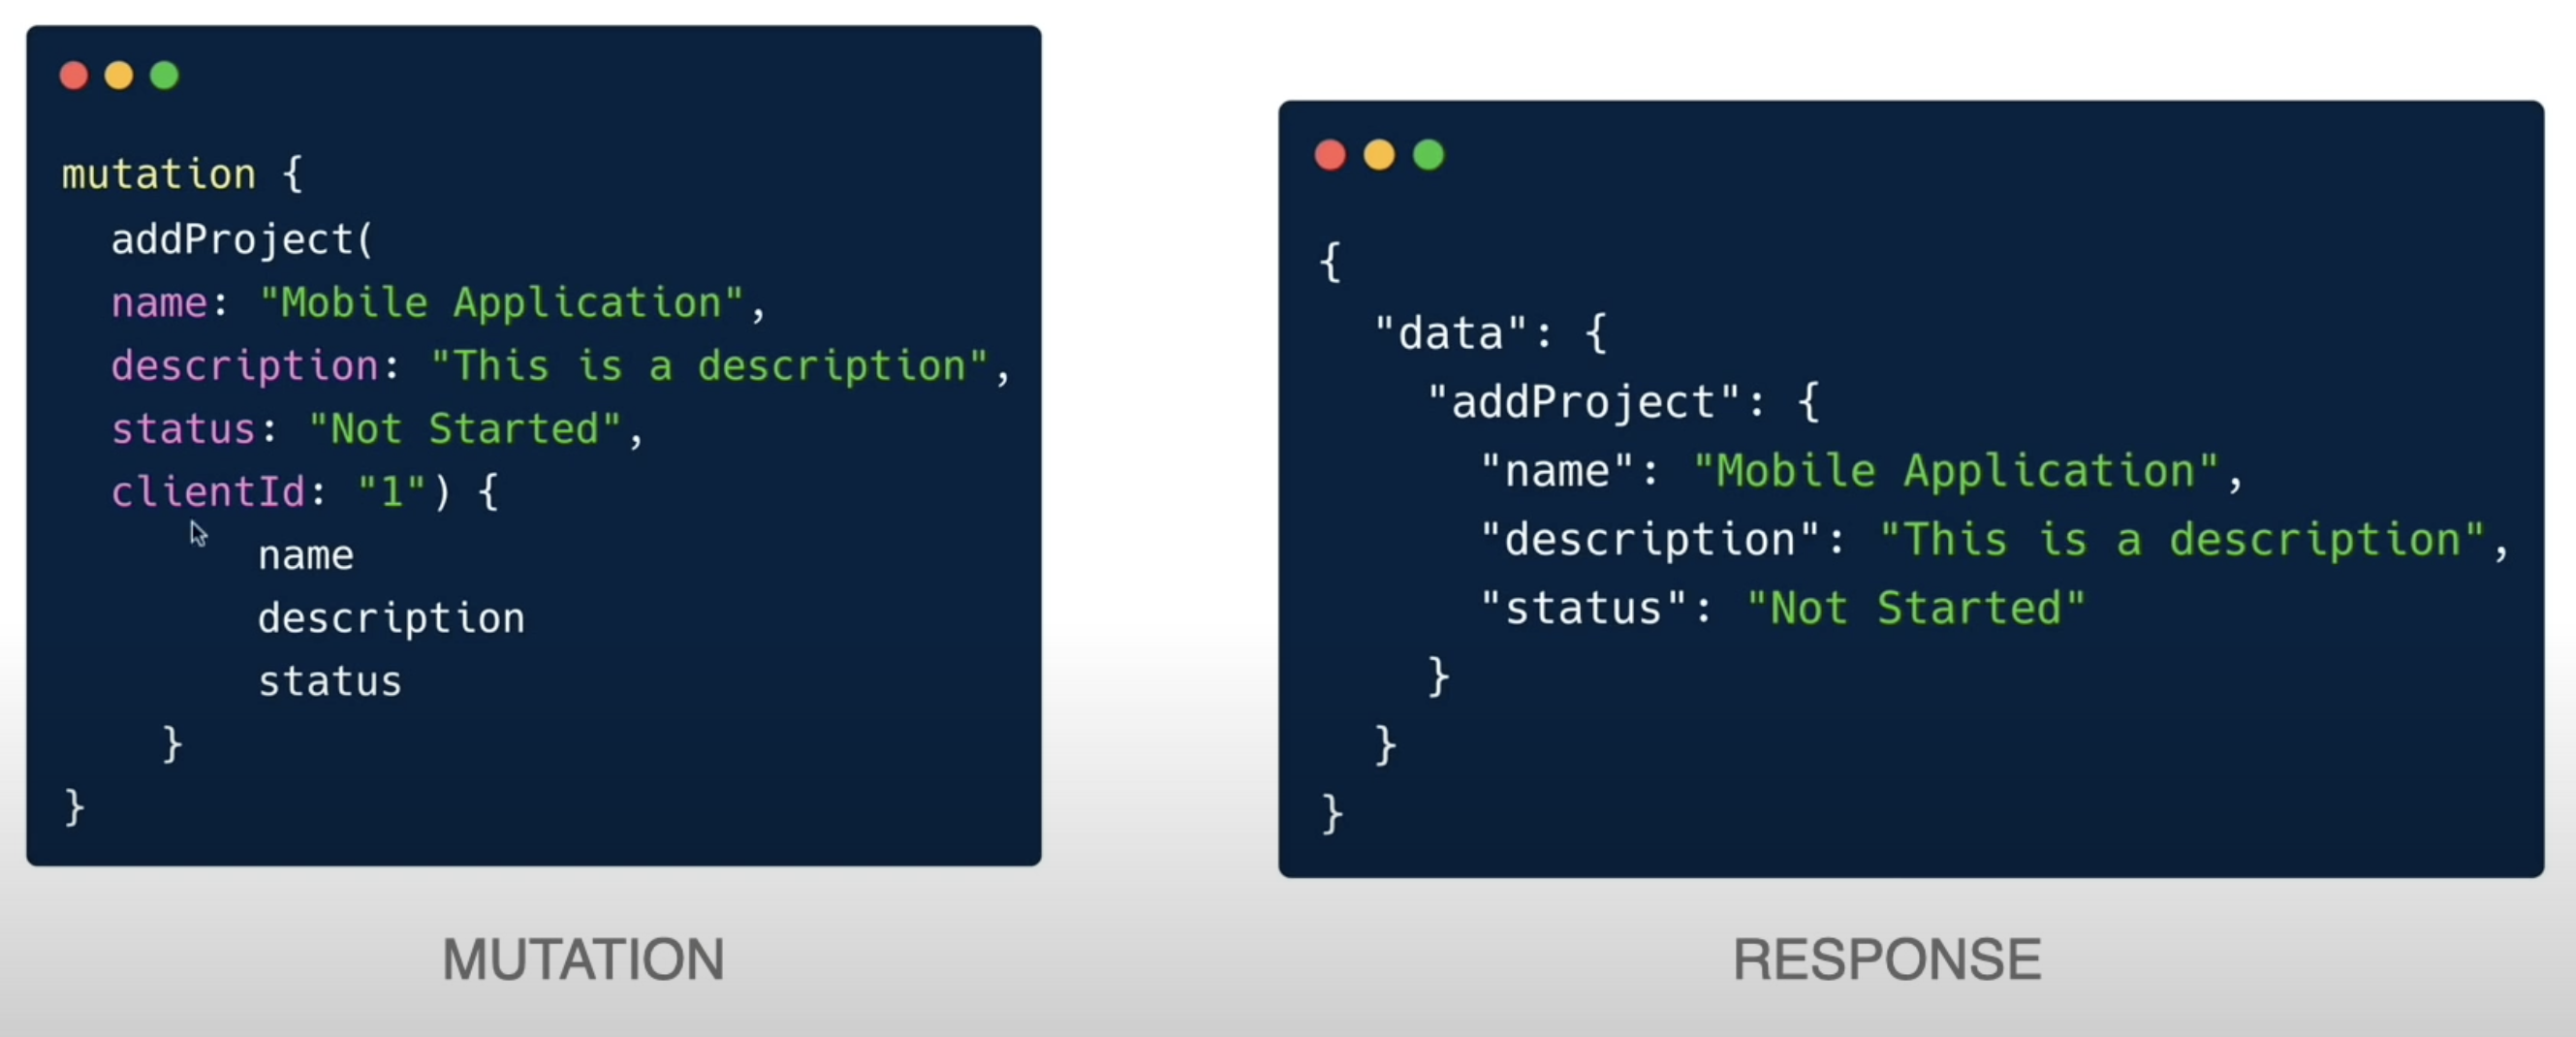 mutation {
  addProject(
  name: "Mobile Application",
  description: "This is a description",
  status: "Not Started",
  clientId: "1") {
        name
        description
        status
    }
}
MUTATION
{
  "data": {
    "addProject": {
      "name": "Mobile Application",
      "description": "This is a description",
      "status": "Not Started"
    }
  }
}
RESPONSE